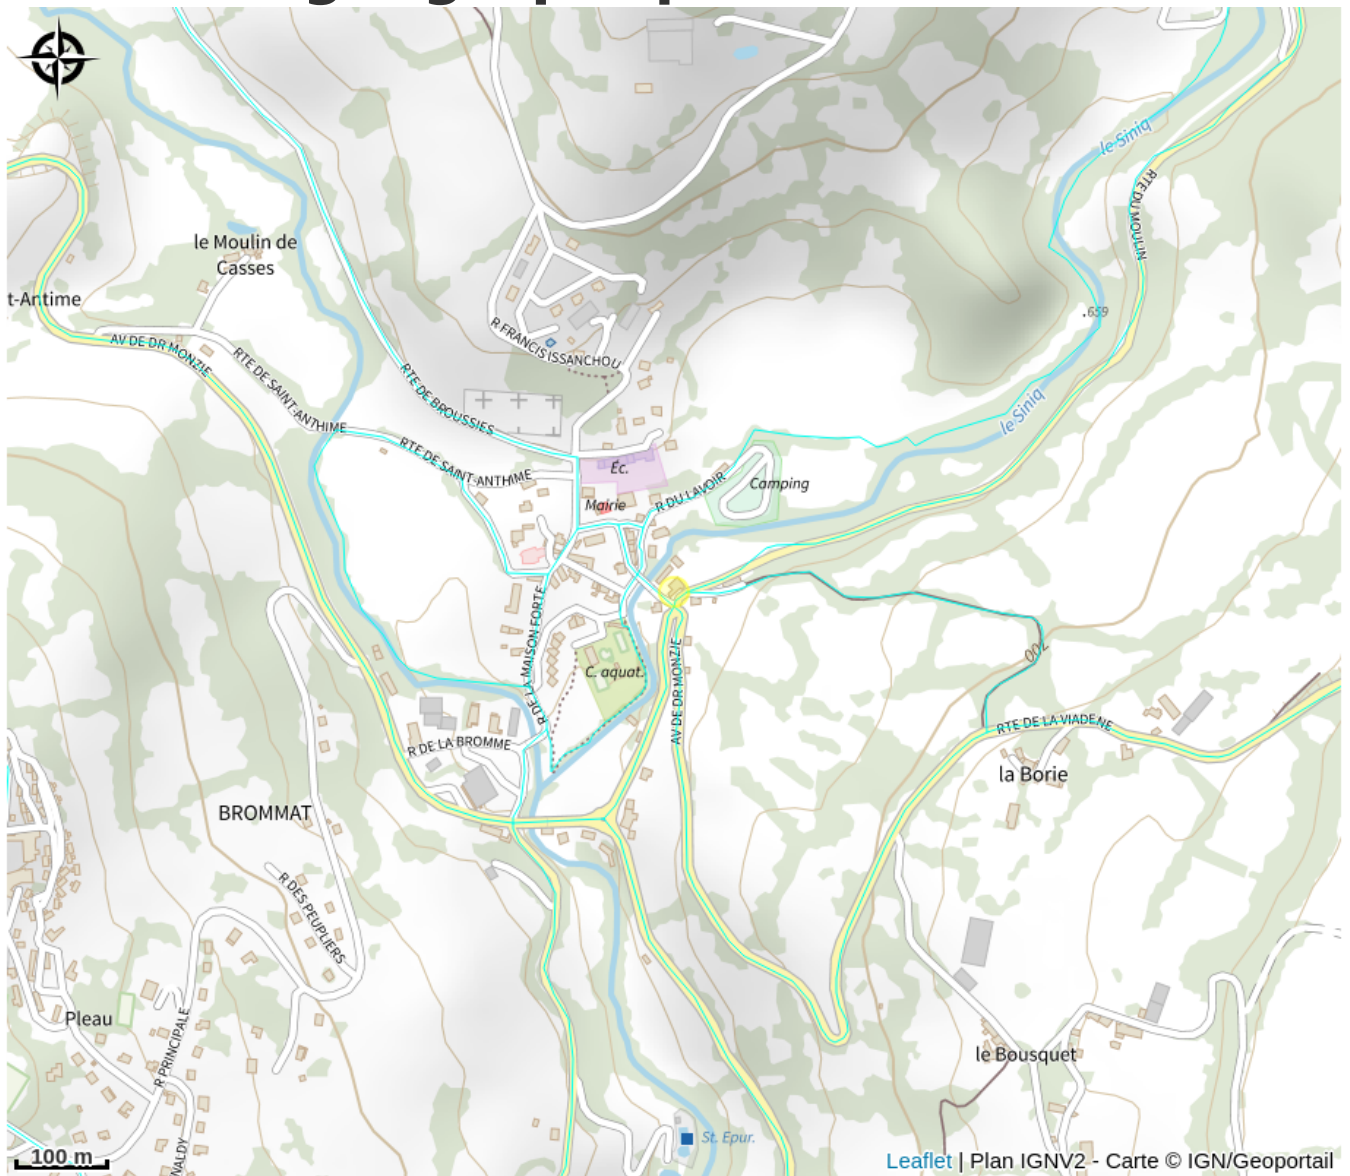 le Siniq
RTE DU MOULIN
le Moulin de
Casses
t-Antime
.659
AV DE DR MONZIE
R FRANCIS ISSANCHOU
RTE DE SAINT-ANTHIME
RTE DE BROUSSIES
le Siniq
RTE DE SAINT-ANTHIME
Éc.
Camping
R DU LAVOIR
Mairie
R DE LA MAISON FORTE
C. aquat.
AV DE DR MONZIE
700
RTE DE LA VIADENE
R DE LA BROMME
la Borie
BROMMAT
R DES PEUPLIERS
Pleau
R PRINCIPALE
le Bousquet
St. Epur.
NALDY
100 m
Leaflet | Plan IGNV2 - Carte © IGN/Geoportail